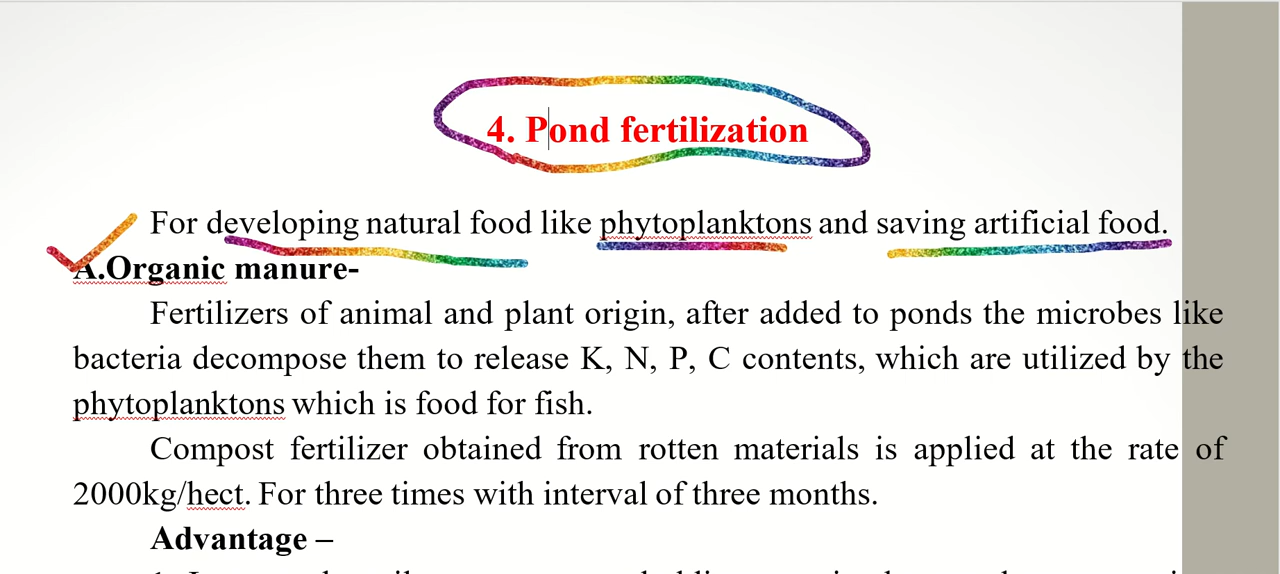 4. Pond fertilization
For developing natural food like phytoplanktons and saving artificial food.
A.Organic manure-
Fertilizers of animal and plant origin, after added to ponds the microbes like
bacteria decompose them to release K, N, P, C contents, which are utilized by the
phytoplanktons which is food for fish.
Compost fertilizer obtained from rotten materials is applied at the rate of
2000kg/hect. For three times with interval of three months.
Advantage –